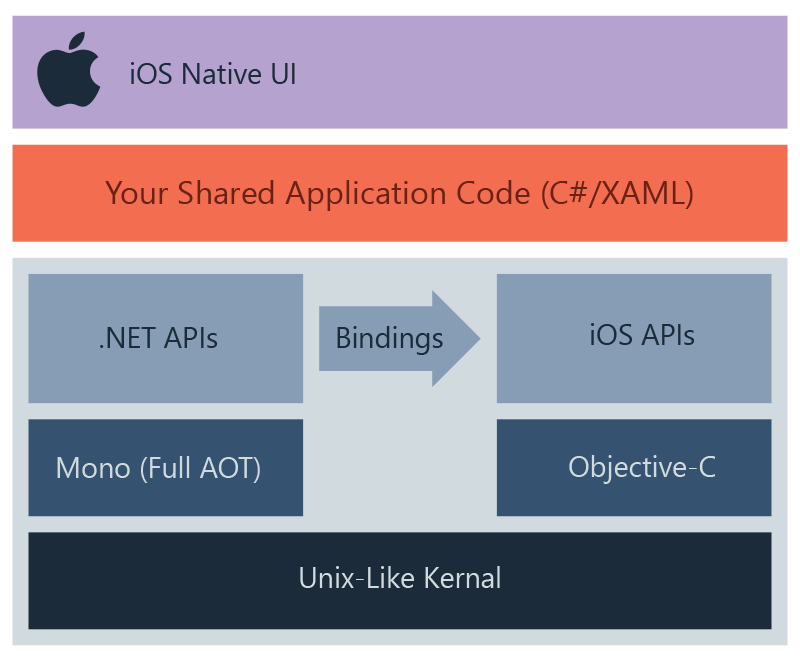 iOS Native UI
Your Shared Application Code (C#/XAML)
.NET APIs
Bindings
iOS APIs
Mono (Full AOT)
Objective-C
Unix-Like Kernal